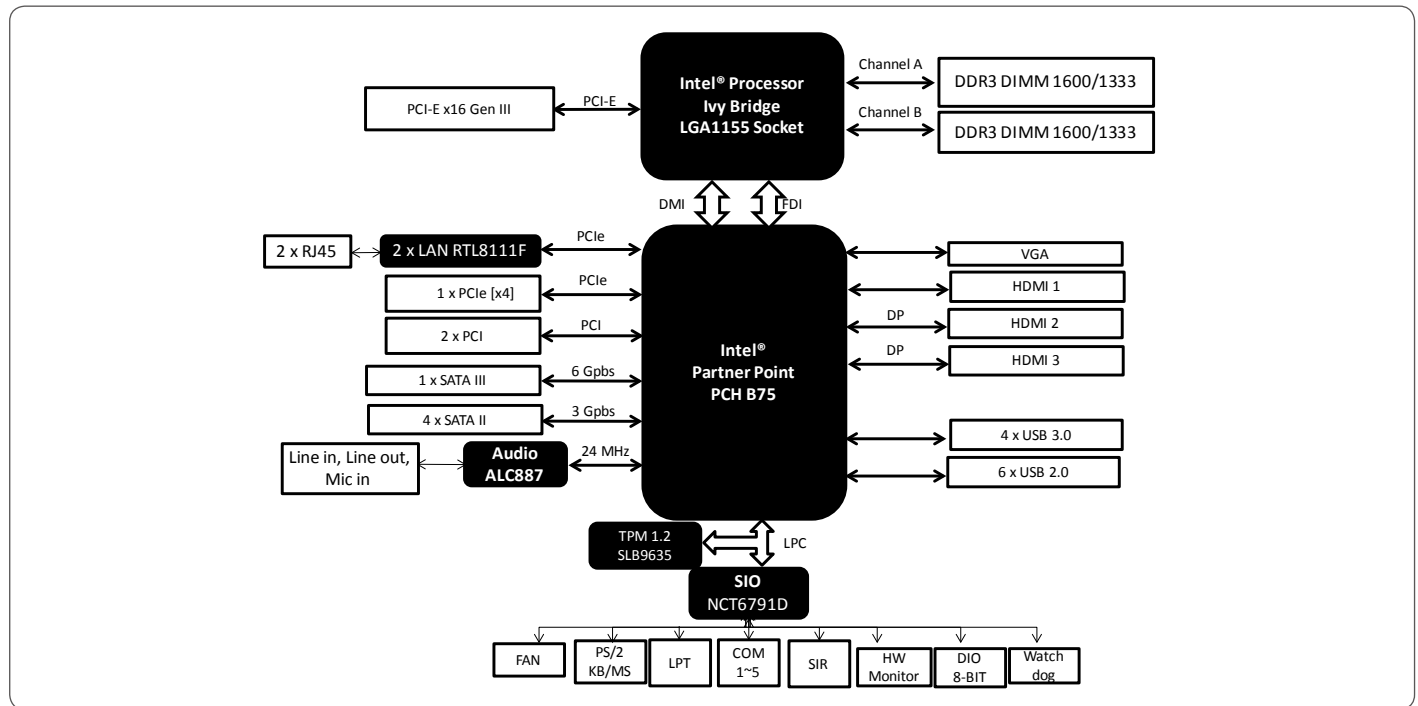 Intel® Processor
Ivy Bridge
LGA1155 Socket
PCI-E x16 Gen III
PCI-E
Channel A
DDR3 DIMM 1600/1333
Channel B
DDR3 DIMM 1600/1333
DMI
FDI
2 x RJ45
2 x LAN RTL8111F
PCIe
1 x PCIe [x4]
PCIe
2 x PCI
PCI
1 x SATA III
6 Gpbs
4 x SATA II
3 Gpbs
Line in, Line out,
Mic in
Audio
ALC887
24 MHz
Intel®
Partner Point
PCH B75
VGA
HDMI 1
DP
HDMI 2
DP
HDMI 3
4 x USB 3.0
6 x USB 2.0
TPM 1.2
SLB9635
LPC
SIO
NCT6791D
FAN
PS/2
KB/MS
LPT
COM
1~5
SIR
HW
Monitor
DIO
8-BIT
Watch
dog